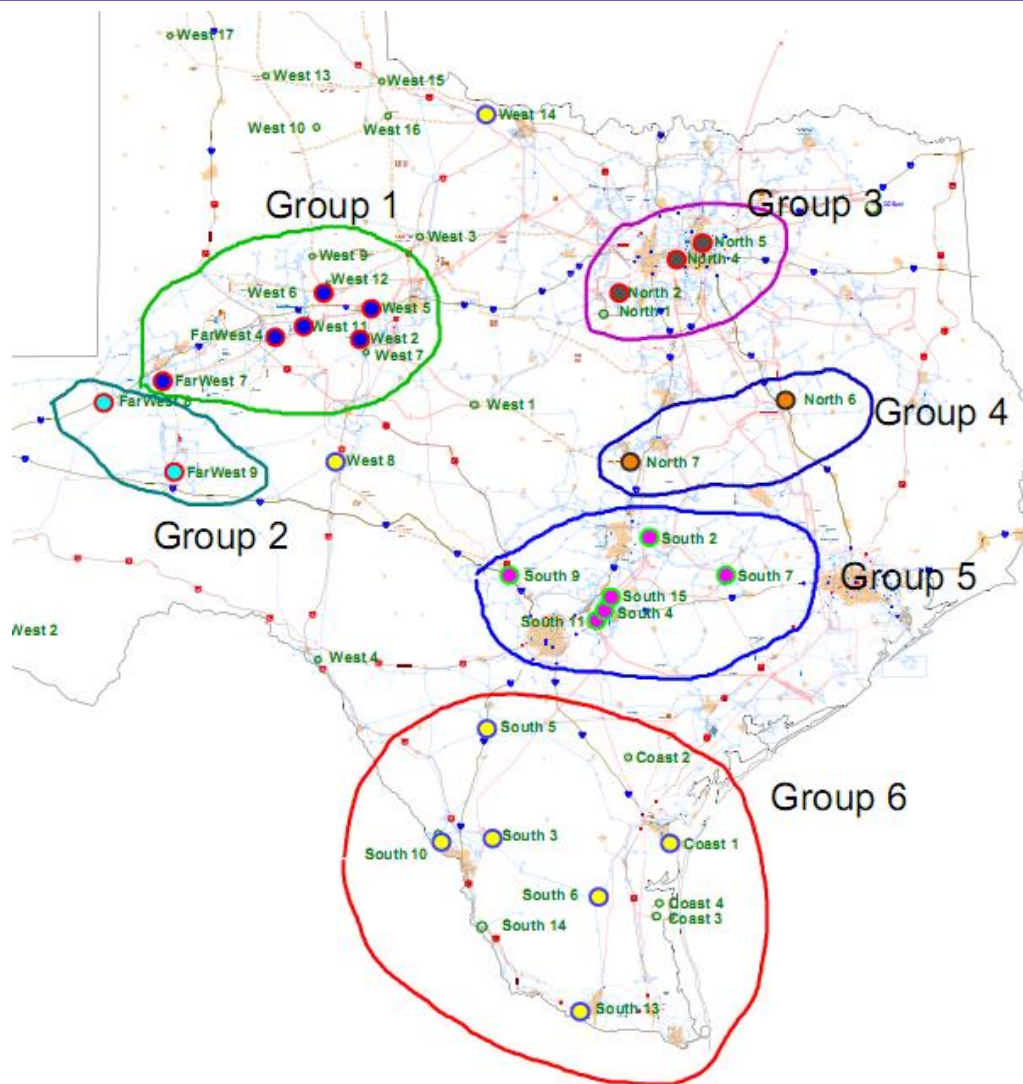 West 17
West 13
West 15
West 14
West 10
West 16
Group 1
Group 3
West 3
North 5
West 9
North 4
West 12
West 6
North 2
West 5
North 1
West 11
FarWest 4
West 2
West 7
FarWest 7
FarWest 8
West 1
North 6
Group 4
West 8
North 7
FarWest 9
Group 2
South 2
South 9
South 7
Group 5
South 15
South 4
South 11
West 2
West 4
South 5
Coast 2
Group 6
South 3
South 10
Coast 1
South 6
Coast 4
Coast 3
South 14
South 13